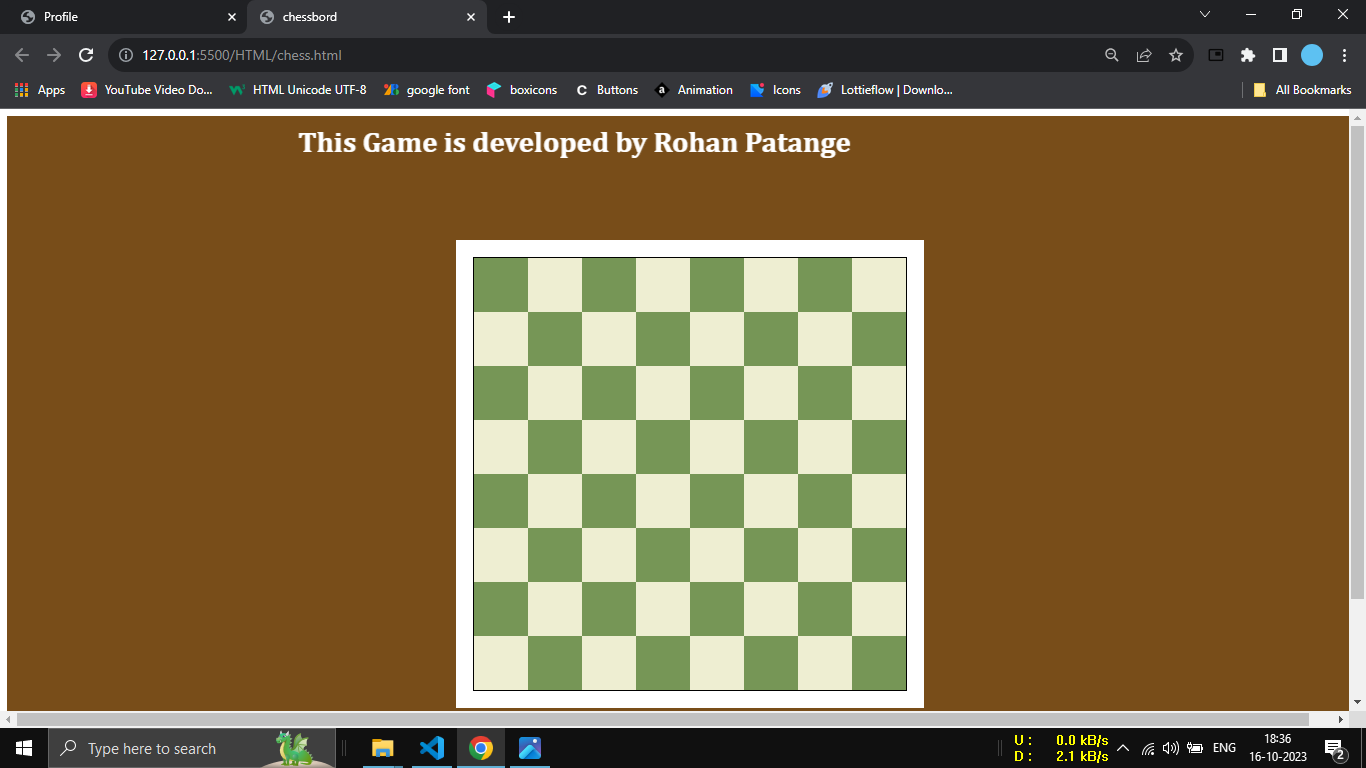 Profile
chessbord
127.0.0.1:5500/HTML/chess.html
Apps
YouTube Video Do...
HTML Unicode UTF-8
google font
boxicons
Buttons
Animation
Icons
Lottieflow | Downlo...
All Bookmarks
This Game is developed by Rohan Patange
Type here to search
U : 0.0 kB/s
D : 2.1 kB/s
ENG
18:36
16-10-2023
2